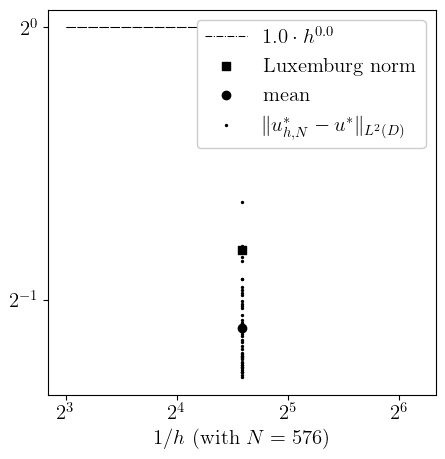 2^0
1.0 · h^{0.0}
Luxemburg norm
mean
‖u^*_{h,N} − u^*‖_{L^2(D)}
2^{−1}
2^3 2^4 2^5 2^6
1/h (with N = 576)